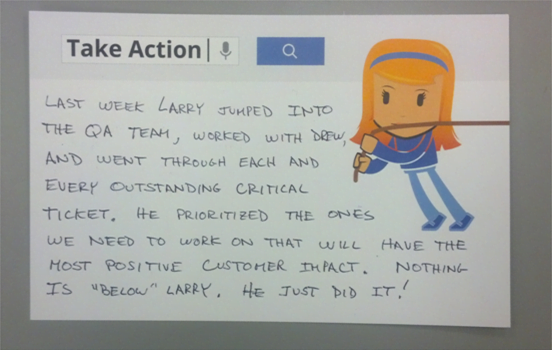 Take Action
LAST WEEK LARRY JUMPED INTO
THE QA TEAM, WORKED WITH DREW,
AND WENT THROUGH EACH AND
EVERY OUTSTANDING CRITICAL
TICKET. HE PRIORITIZED THE ONES
WE NEED TO WORK ON THAT WILL HAVE THE
MOST POSITIVE CUSTOMER IMPACT. NOTHING
IS "BELOW" LARRY. HE JUST DID IT!